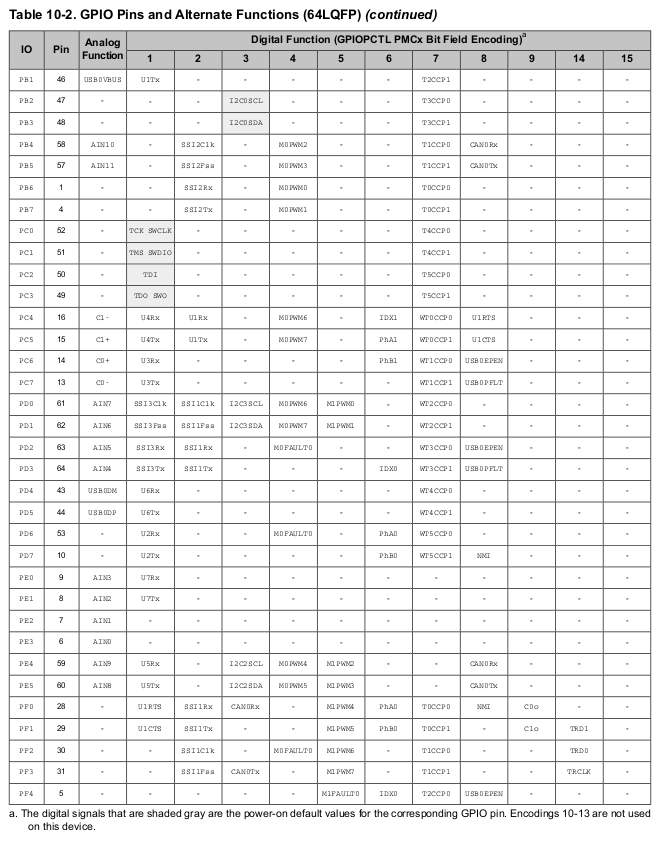 Table 10-2. GPIO Pins and Alternate Functions (64LQFP) (continued)
IO Pin Analog Function Digital Function (GPIOPCTL PMCx Bit Field Encoding)a
1 2 3 4 5 6 7 8 9 14 15
PB1 46 USB0VBUS U1Tx - - - - - T2CCP1 - - - -
PB2 47 - - - I2C0SCL - - - T3CCP0 - - - -
PB3 48 - - - I2C0SDA - - - T3CCP1 - - - -
PB4 58 AIN10 - SSI2Clk - M0PWM2 - - T1CCP0 CAN0Rx - - -
PB5 57 AIN11 - SSI2Fss - M0PWM3 - - T1CCP1 CAN0Tx - - -
PB6 1 - - SSI2Rx - M0PWM0 - - T0CCP0 - - - -
PB7 4 - - SSI2Tx - M0PWM1 - - T0CCP1 - - - -
PC0 52 - TCK SWCLK - - - - - T4CCP0 - - - -
PC1 51 - TMS SWDIO - - - - - T4CCP1 - - - -
PC2 50 - TDI - - - - - T5CCP0 - - - -
PC3 49 - TDO SWO - - - - - T5CCP1 - - - -
PC4 16 C1- U4Rx U1Rx - M0PWM6 - IDX1 WT0CCP0 U1RTS - - -
PC5 15 C1+ U4Tx U1Tx - M0PWM7 - PhA1 WT0CCP1 U1CTS - - -
PC6 14 C0+ U3Rx - - - - PhB1 WT1CCP0 USB0EPEN - - -
PC7 13 C0- U3Tx - - - - - WT1CCP1 USB0PFLT - - -
PD0 61 AIN7 SSI3Clk SSI1Clk I2C3SCL M0PWM6 M1PWM0 - WT2CCP0 - - - -
PD1 62 AIN6 SSI3Fss SSI1Fss I2C3SDA M0PWM7 M1PWM1 - WT2CCP1 - - - -
PD2 63 AIN5 SSI3Rx SSI1Rx - M0FAULT0 - - WT3CCP0 USB0EPEN - - -
PD3 64 AIN4 SSI3Tx SSI1Tx - - - IDX0 WT3CCP1 USB0PFLT - - -
PD4 43 USB0DM U6Rx - - - - - WT4CCP0 - - - -
PD5 44 USB0DP U6Tx - - - - - WT4CCP1 - - - -
PD6 53 - U2Rx - - M0FAULT0 - PhA0 WT5CCP0 - - - -
PD7 10 - U2Tx - - - - PhB0 WT5CCP1 NMI - - -
PE0 9 AIN3 U7Rx - - - - - - - - - -
PE1 8 AIN2 U7Tx - - - - - - - - - -
PE2 7 AIN1 - - - - - - - - - - -
PE3 6 AIN0 - - - - - - - - - - -
PE4 59 AIN9 U5Rx - I2C2SCL M0PWM4 M1PWM2 - - CAN0Rx - - -
PE5 60 AIN8 U5Tx - I2C2SDA M0PWM5 M1PWM3 - - CAN0Tx - - -
PF0 28 - U1RTS SSI1Rx CAN0Rx - M1PWM4 PhA0 T0CCP0 NMI C0o - -
PF1 29 - U1CTS SSI1Tx - - M1PWM5 PhB0 T0CCP1 - C1o TRD1 -
PF2 30 - - SSI1Clk - M0FAULT0 M1PWM6 - T1CCP0 - - TRD0 -
PF3 31 - - SSI1Fss CAN0Tx - M1PWM7 - T1CCP1 - - TRCLK -
PF4 5 - - - - - M1FAULT0 IDX0 T2CCP0 USB0EPEN - - -
a. The digital signals that are shaded gray are the power-on default values for the corresponding GPIO pin. Encodings 10-13 are not used
on this device.